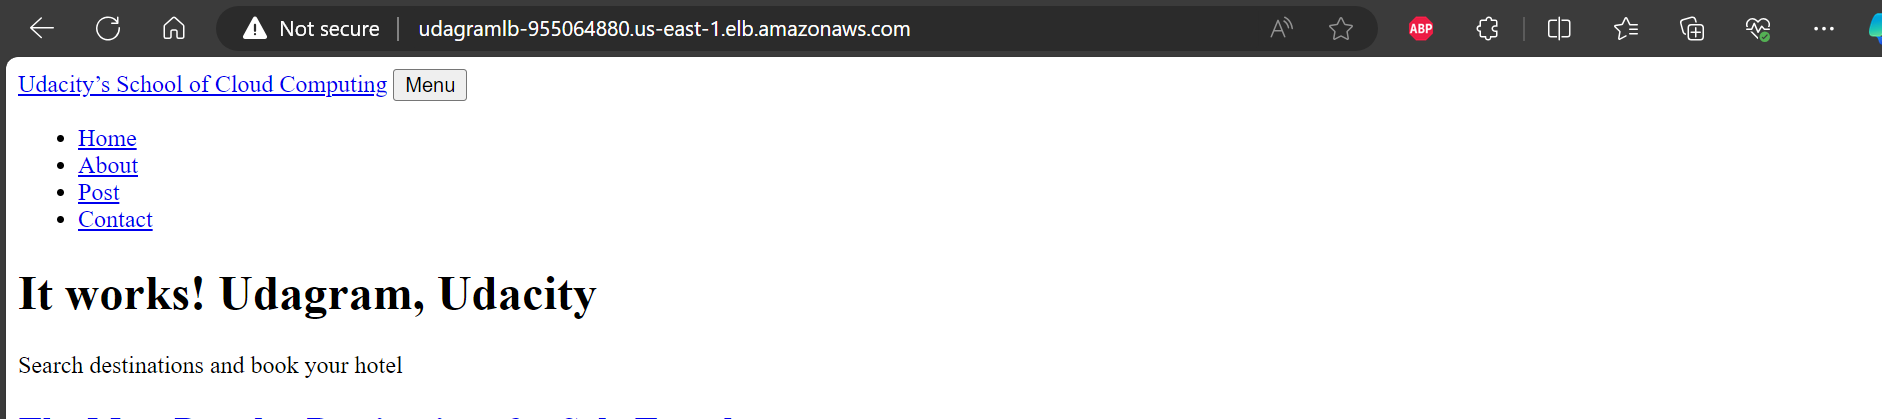 Not secure | udagramlb-955064880.us-east-1.elb.amazonaws.com ABP
Udacity’s School of Cloud Computing Menu
Home
About
Post
Contact
It works! Udagram, Udacity
Search destinations and book your hotel